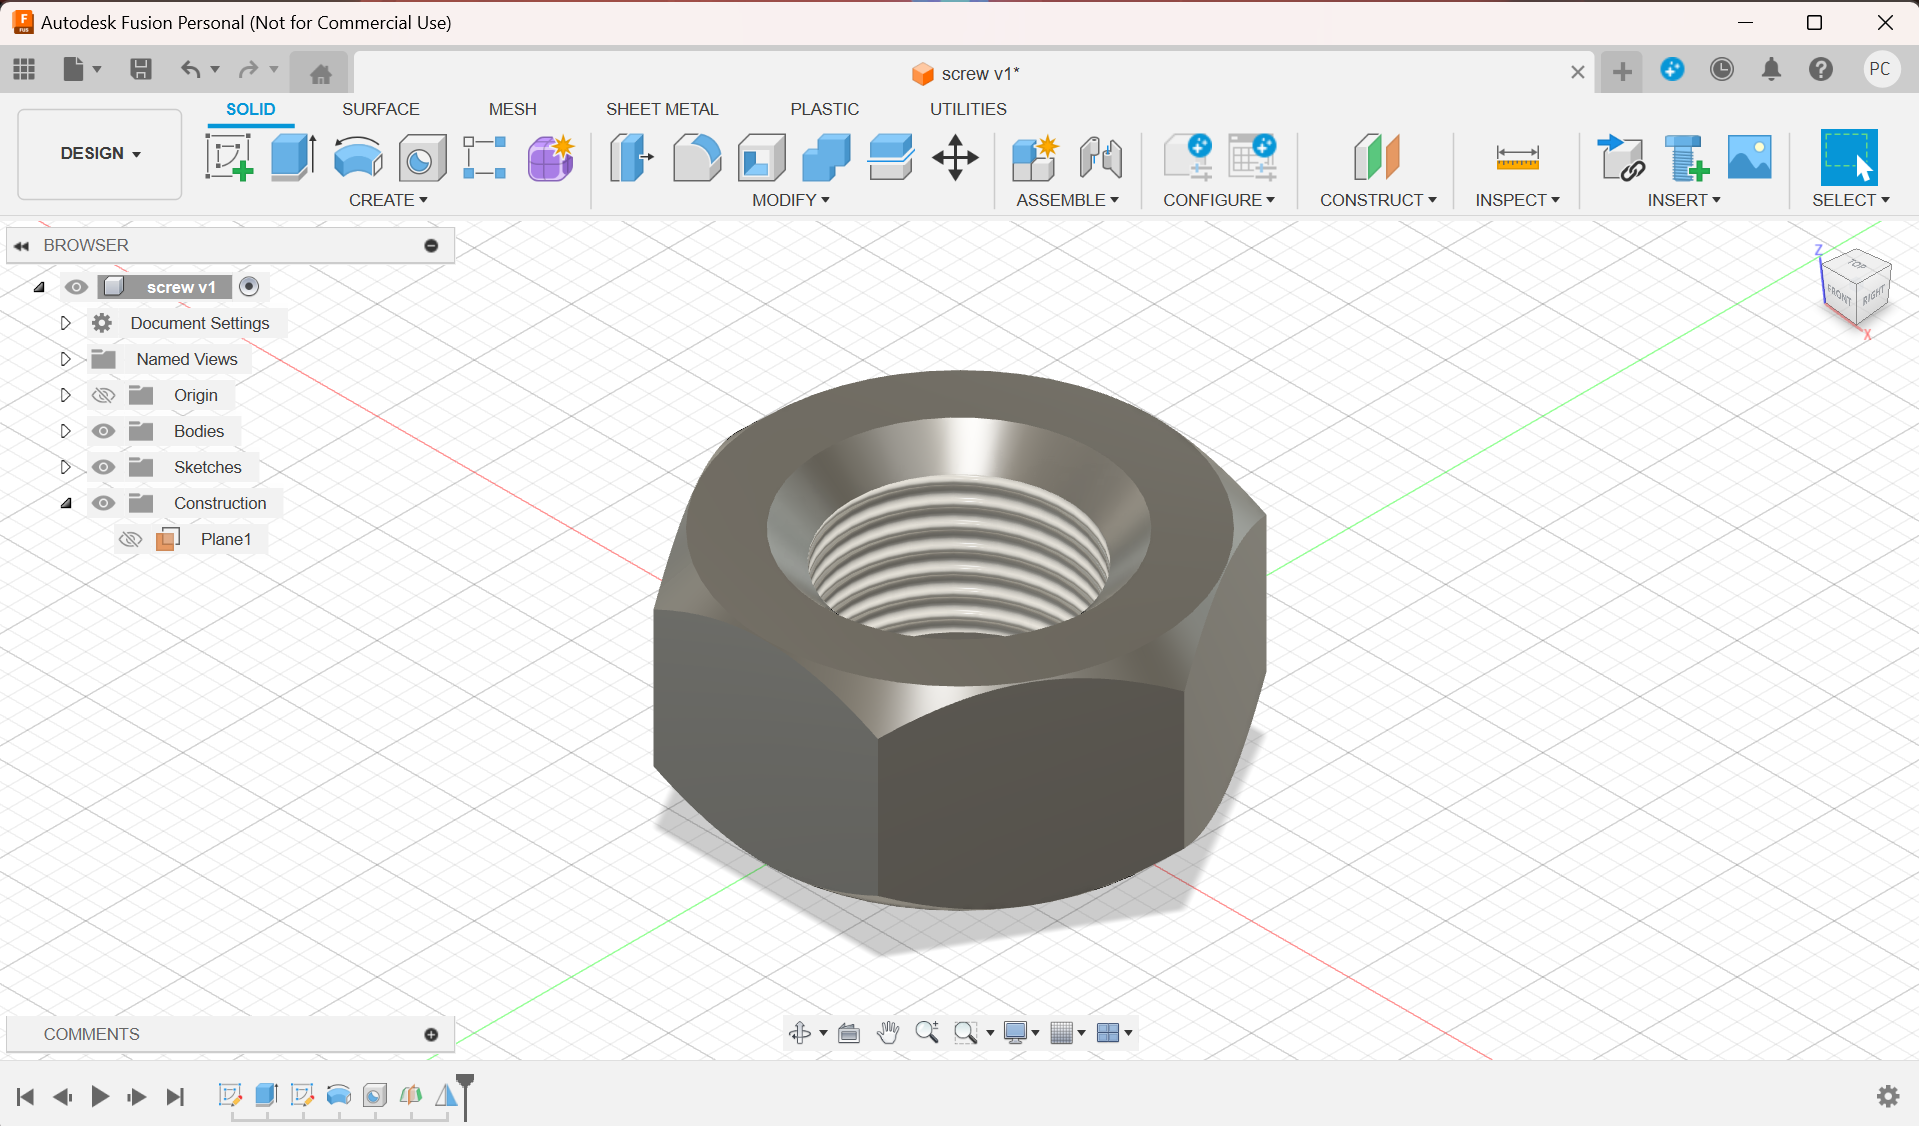 Autodesk Fusion Personal (Not for Commercial Use)
screw v1*
PC
SOLID SURFACE MESH SHEET METAL PLASTIC UTILITIES
DESIGN
CREATE MODIFY ASSEMBLE CONFIGURE CONSTRUCT INSPECT INSERT SELECT
BROWSER
screw v1
Document Settings
Named Views
Origin
Bodies
Sketches
Construction
Plane1
Z
TOP
FRONT
RIGHT
X
COMMENTS